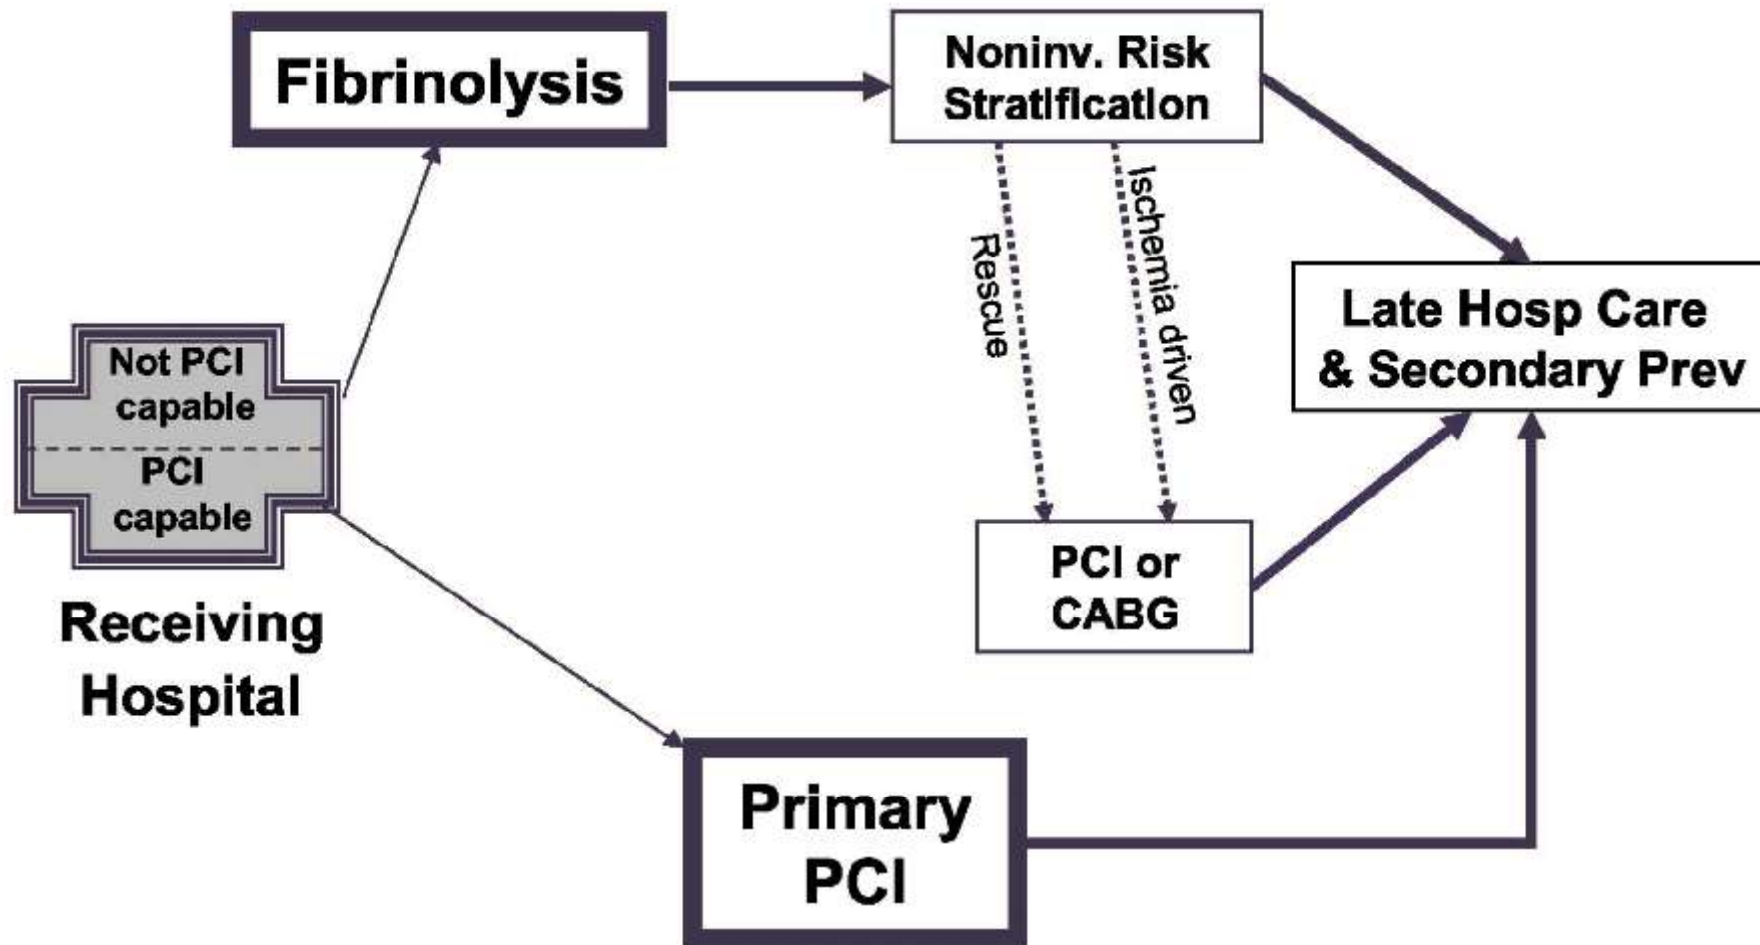 Fibrinolysis
Noninv. Risk
Stratification
Rescue
Ischemia driven
Not PCI
capable
PCI
capable
Receiving
Hospital
Late Hosp Care
& Secondary Prev
PCI or
CABG
Primary
PCI